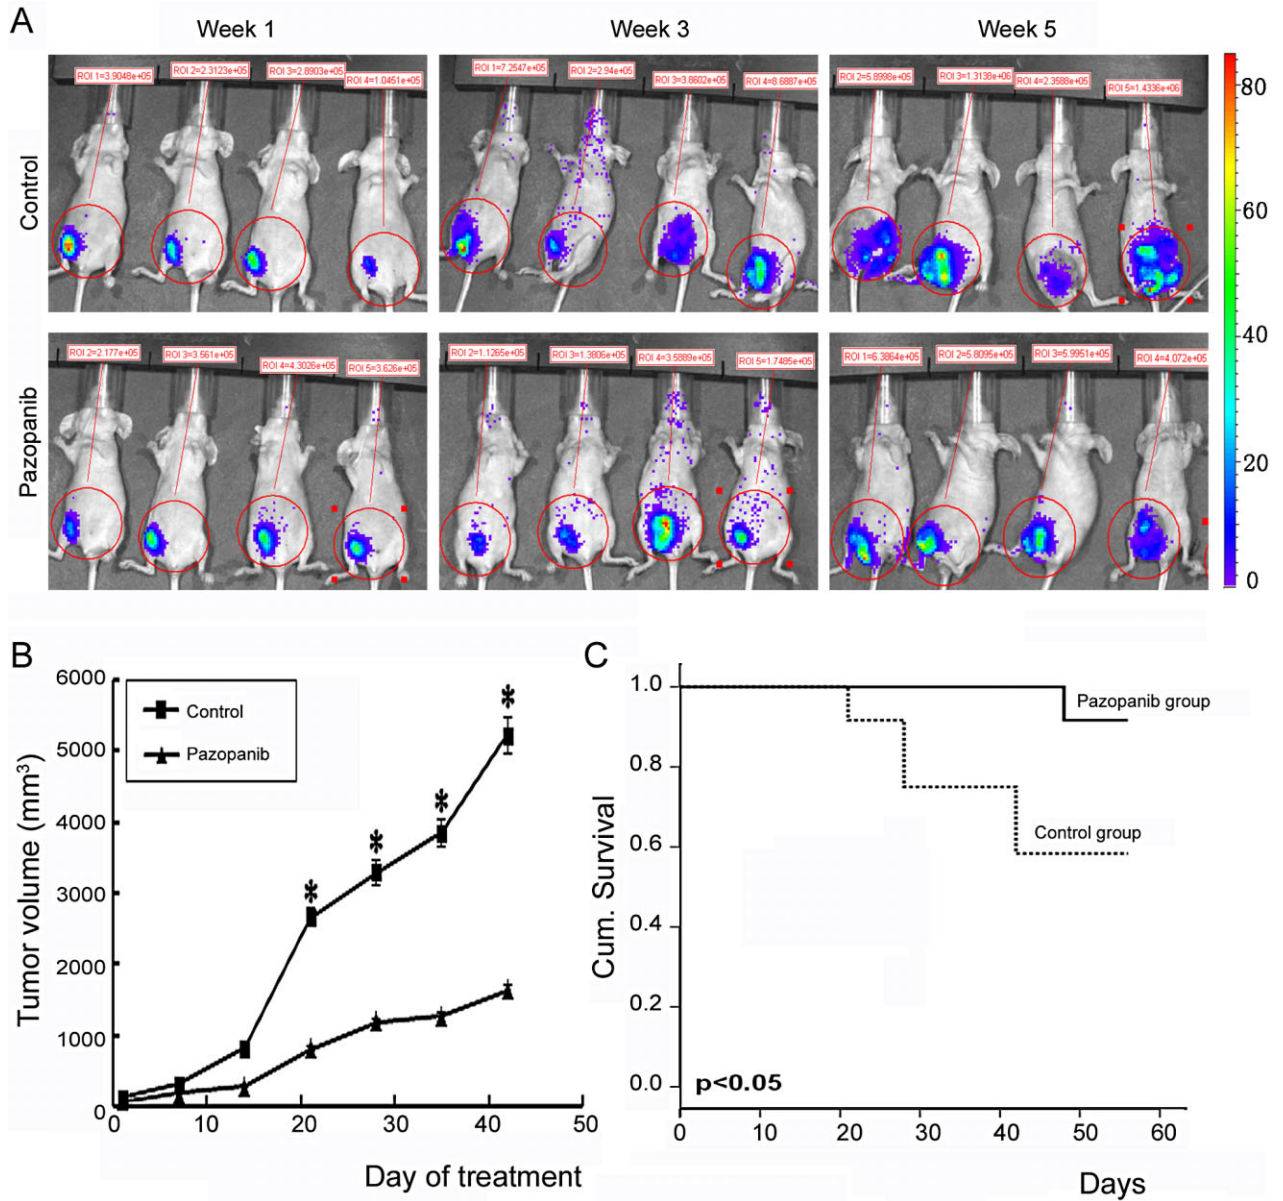 A
Week 1
Week 3
Week 5
Control
ROI 1=3.9048e+05
ROI 2=2.3123e+05
ROI 3=2.8903e+05
ROI 4=1.0451e+05
ROI 1=7.2547e+05
ROI 2=2.94e+05
ROI 3=3.8602e+05
ROI 4=8.6887e+05
ROI 2=5.8998e+05
ROI 3=1.3138e+06
ROI 4=2.3588e+05
ROI 5=1.4336e+06
Pazopanib
ROI 2=2.177e+05
ROI 3=3.561e+05
ROI 4=4.3026e+05
ROI 5=3.626e+05
ROI 2=1.1265e+05
ROI 3=1.3806e+05
ROI 4=3.5889e+05
ROI 5=1.7485e+05
ROI 1=6.3864e+05
ROI 2=5.8095e+05
ROI 3=5.9951e+05
ROI 4=4.072e+05
80
60
40
20
0
B
Tumor volume (mm³)
6000
5000
4000
3000
2000
1000
0
Control
Pazopanib
*
*
*
*
0
10
20
30
40
50
Day of treatment
C
Cum. Survival
1.0
0.8
0.6
0.4
0.2
0.0
Pazopanib group
Control group
p<0.05
0
10
20
30
40
50
60
Days